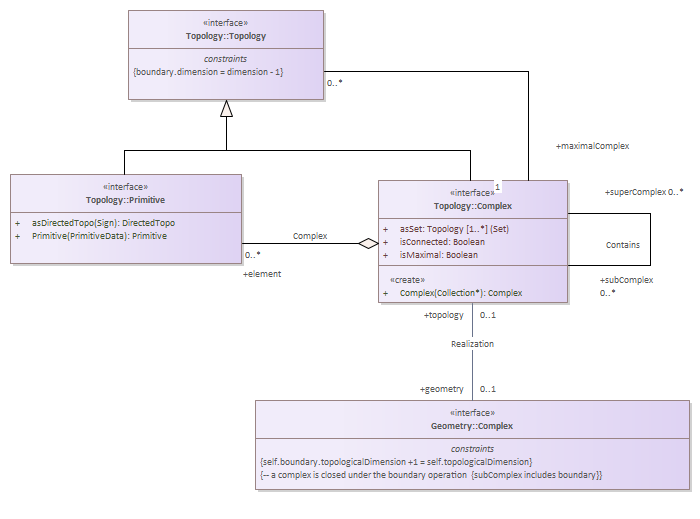 «interface»
Topology::Topology
constraints
{boundary.dimension = dimension - 1}
0..*
+maximalComplex
«interface»
Topology::Primitive
+ asDirectedTopo(Sign): DirectedTopo
+ Primitive(PrimitiveData): Primitive
Complex
0..*
+element
1
«interface»
Topology::Complex
+ asSet: Topology [1..*] (Set)
+ isConnected: Boolean
+ isMaximal: Boolean
«create»
+ Complex(Collection*): Complex
+superComplex 0..*
Contains
+subComplex
0..*
+topology 0..1
Realization
+geometry 0..1
«interface»
Geometry::Complex
constraints
{self.boundary.topologicalDimension +1 = self.topologicalDimension}
{-- a complex is closed under the boundary operation {subComplex includes boundary}}